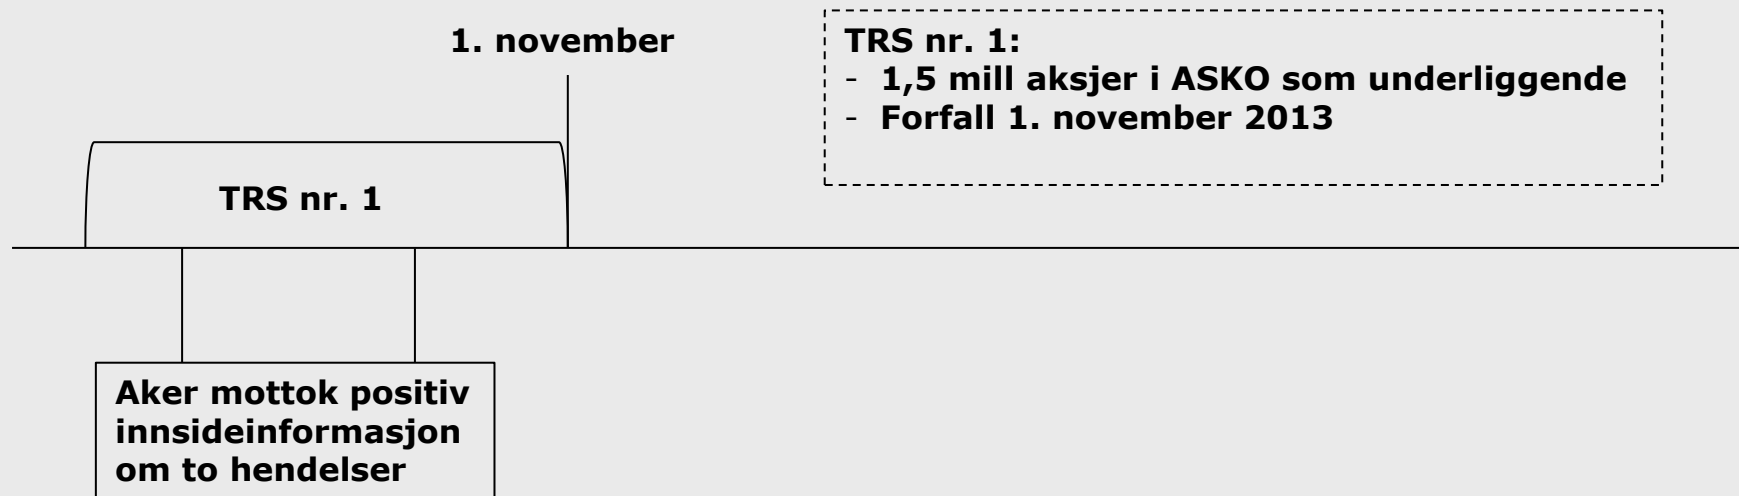 1. november
TRS nr. 1:
- 1,5 mill aksjer i ASKO som underliggende
- Forfall 1. november 2013
TRS nr. 1
Aker mottok positiv
innsideinformasjon
om to hendelser